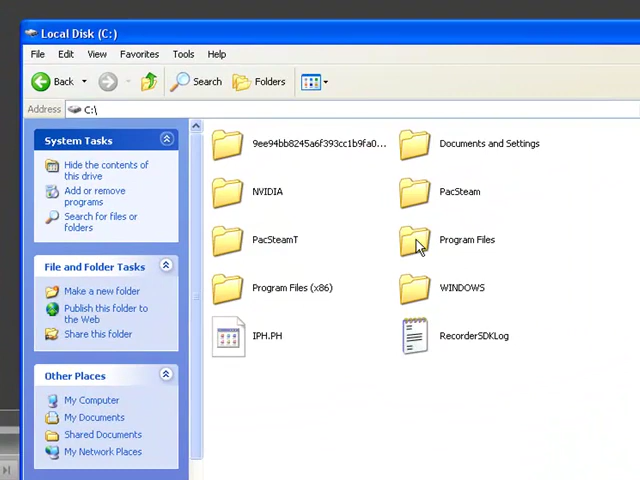 Local Disk (C:)
File Edit View Favorites Tools Help
Back Search Folders
Address C:\
System Tasks
Hide the contents of
this drive
Add or remove
programs
Search for files or
folders
File and Folder Tasks
Make a new folder
Publish this folder to
the Web
Share this folder
Other Places
My Computer
My Documents
Shared Documents
My Network Places
9ee94bb8245a6f393cc1b9fa0... Documents and Settings
NVIDIA PacSteam
PacSteamT Program Files
Program Files (x86) WINDOWS
IPH.PH RecorderSDKLog